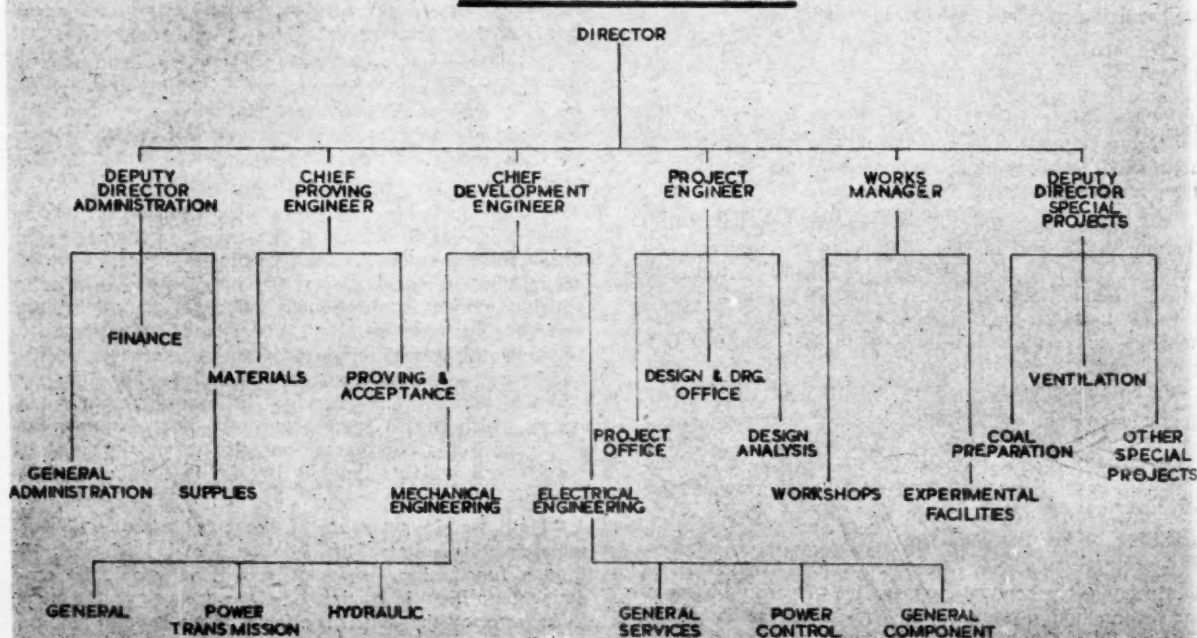 DIRECTOR
DEPUTY
DIRECTOR
ADMINISTRATION
CHIEF
PROVING
ENGINEER
CHIEF
DEVELOPMENT
ENGINEER
PROJECT
ENGINEER
WORKS
MANAGER
DEPUTY
DIRECTOR
SPECIAL
PROJECTS
FINANCE
MATERIALS
PROVING &
ACCEPTANCE
DESIGN & DRG.
OFFICE
VENTILATION
PROJECT
OFFICE
DESIGN
ANALYSIS
COAL
PREPARATION
OTHER
SPECIAL
PROJECTS
GENERAL
ADMINISTRATION
SUPPLIES
MECHANICAL
ENGINEERING
ELECTRICAL
ENGINEERING
WORKSHOPS
EXPERIMENTAL
FACILITIES
GENERAL
POWER
TRANSMISSION
HYDRAULIC
GENERAL
SERVICES
POWER
CONTROL
GENERAL
COMPONENT